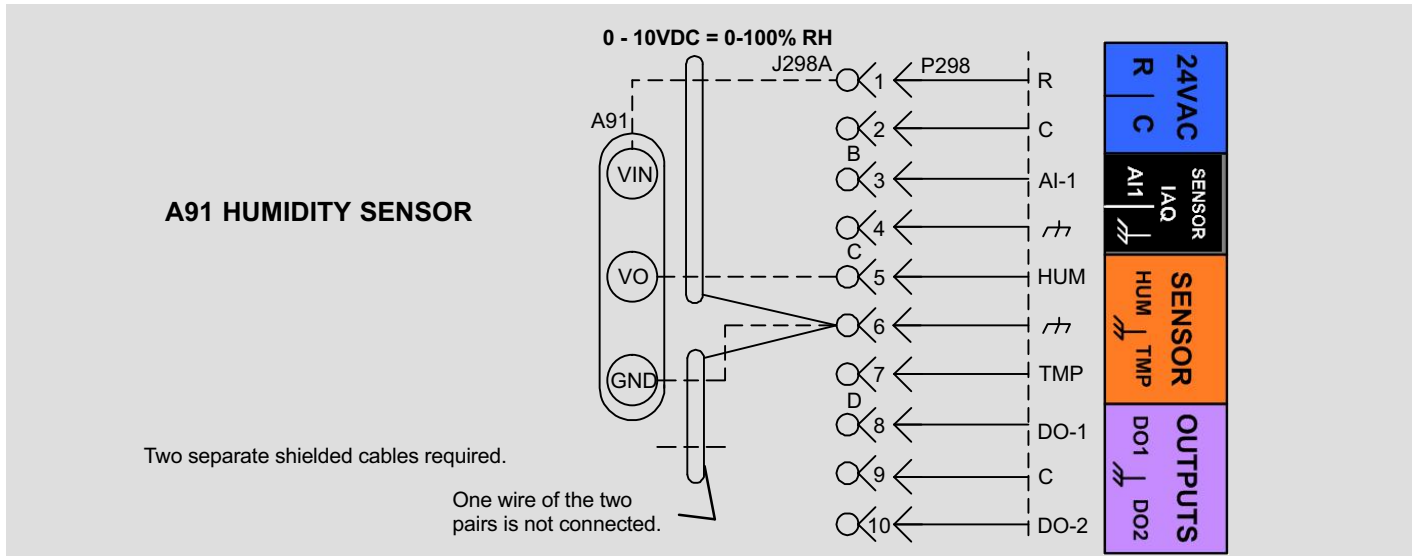 0 - 10VDC = 0-100% RH
J298A
P298
1
R
A91
2
C
B
VIN
3
AI-1
A91 HUMIDITY SENSOR
4
C
VO
5
HUM
6
GND
7
TMP
D
8
DO-1
Two separate shielded cables required.
9
C
One wire of the two
pairs is not connected.
10
DO-2
24VAC
R C
SENSOR
IAQ
AI1
SENSOR
HUM TMP
OUTPUTS
DO1 DO2